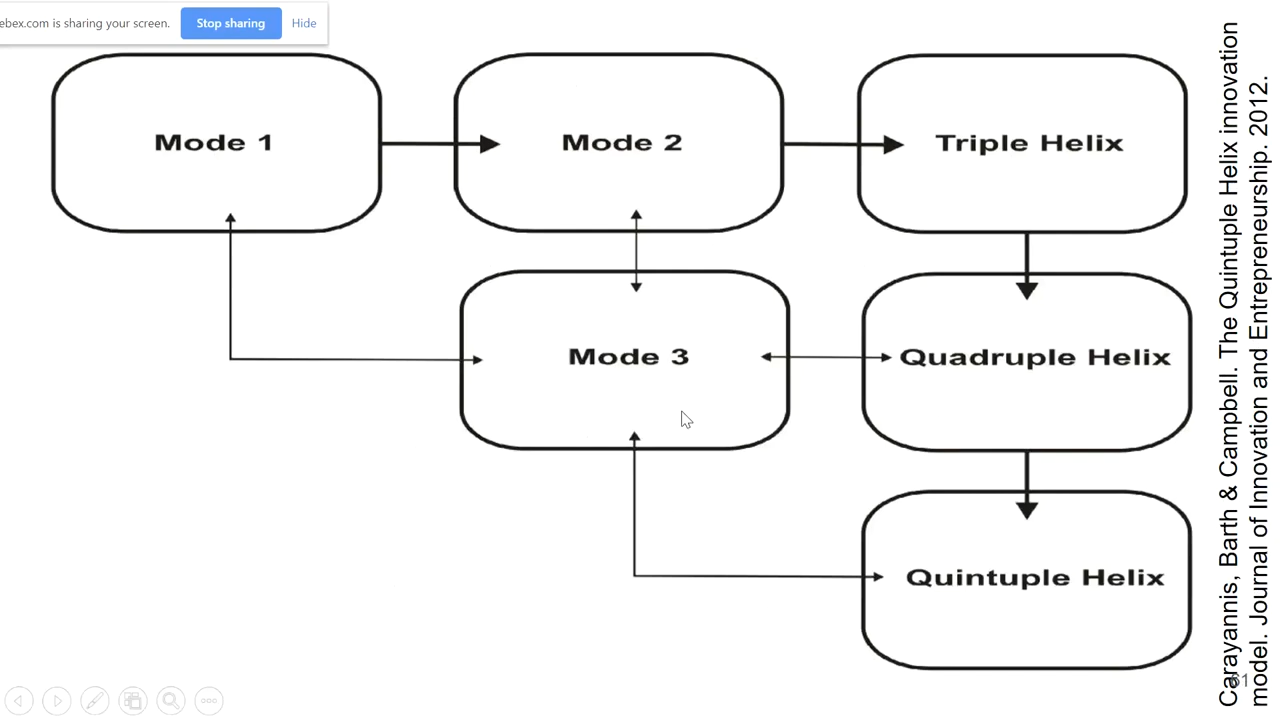 ebex.com is sharing your screen. Stop sharing Hide
Mode 1
Mode 2
Triple Helix
Mode 3
Quadruple Helix
Quintuple Helix
Carayannis, Barth & Campbell. The Quintuple Helix innovation
model. Journal of Innovation and Entrepreneurship. 2012.
61